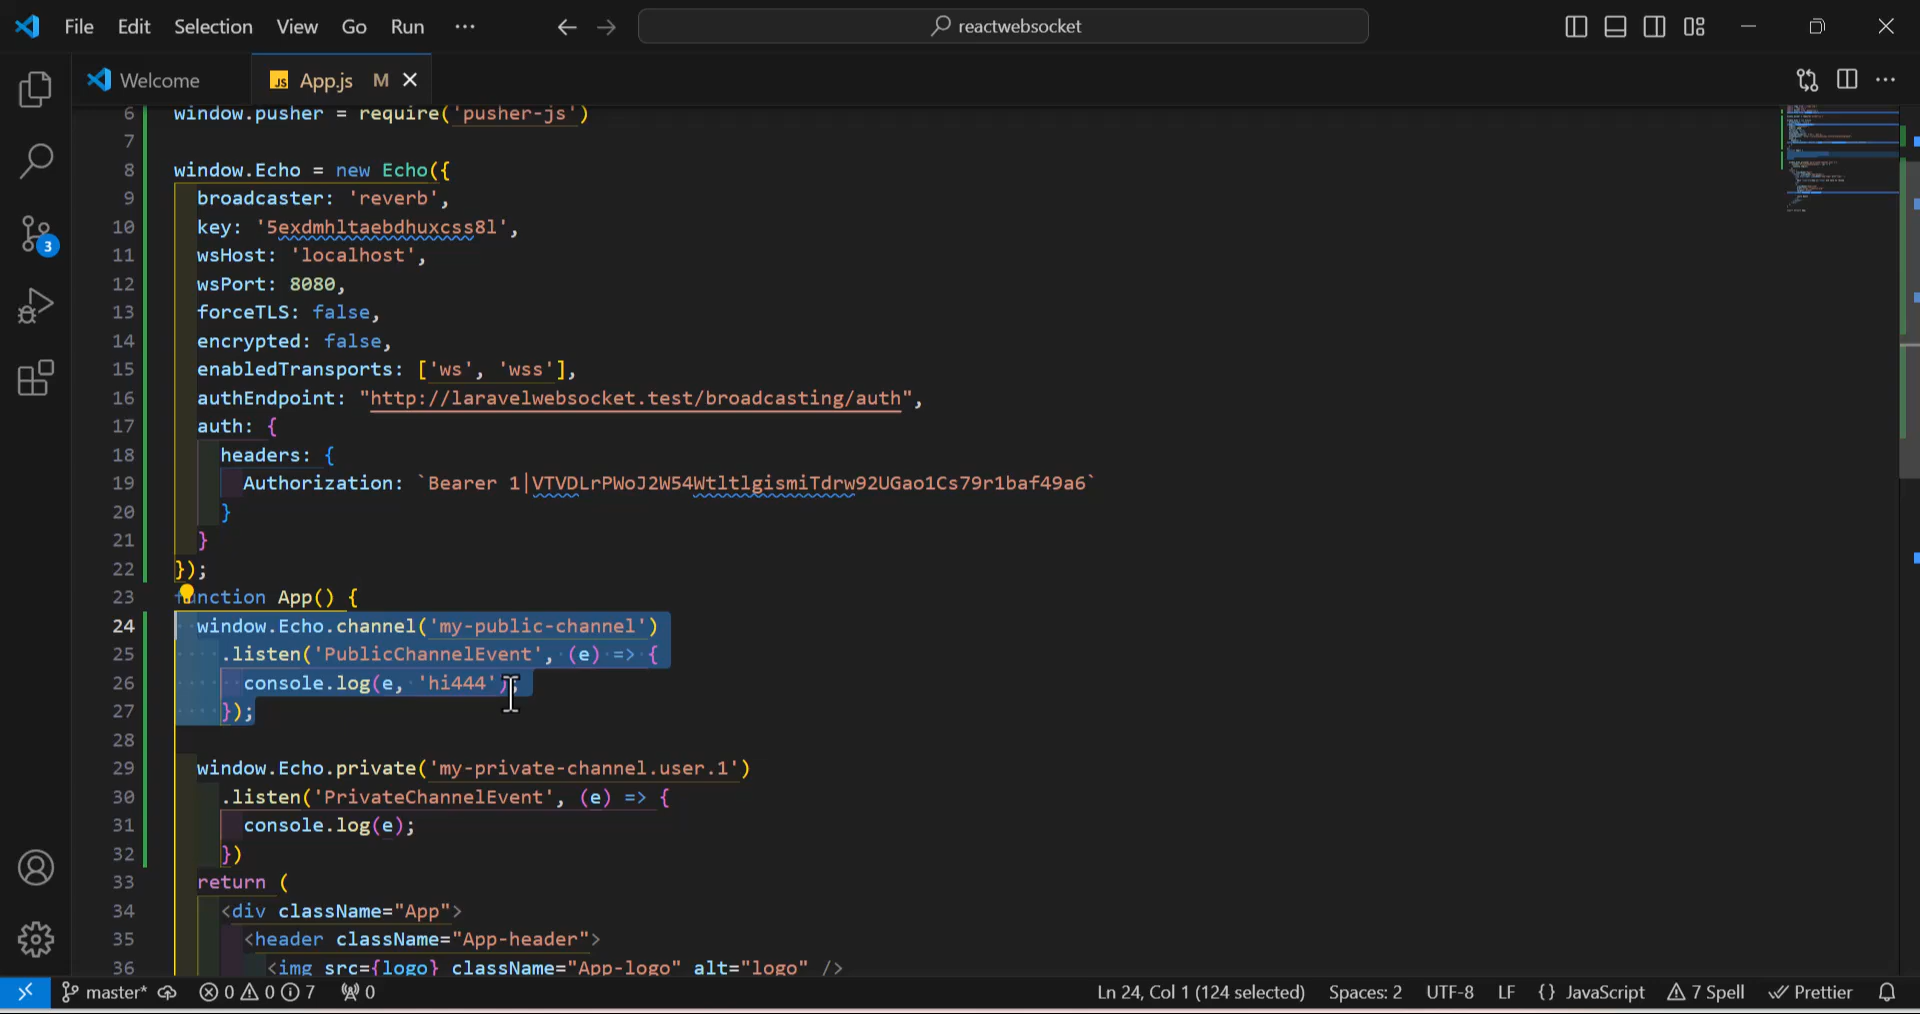 File Edit Selection View Go Run ··· reactwebsocket
Welcome JS App.js M
6 window.pusher = require('pusher-js')
7
8 window.Echo = new Echo({
9 broadcaster: 'reverb',
10 key: '5exdmhltaebdhuxcss8l',
11 wsHost: 'localhost',
12 wsPort: 8080,
13 forceTLS: false,
14 encrypted: false,
15 enabledTransports: ['ws', 'wss'],
16 authEndpoint: "http://laravelwebsocket.test/broadcasting/auth",
17 auth: {
18 headers: {
19 Authorization: `Bearer 1|VTVDLrPWoJ2W54WtltlgismiTdrw92UGao1Cs79r1baf49a6`
20 }
21 }
22 });
23 function App() {
24 window.Echo.channel('my-public-channel')
25 .listen('PublicChannelEvent', (e) => {
26 console.log(e, 'hi444');
27 });
28
29 window.Echo.private('my-private-channel.user.1')
30 .listen('PrivateChannelEvent', (e) => {
31 console.log(e);
32 })
33 return (
34 <div className="App">
35 <header className="App-header">
36 <img src={logo} className="App-logo" alt="logo" />
3
master* 0 0 7 0 Ln 24, Col 1 (124 selected) Spaces: 2 UTF-8 LF {} JavaScript 7 Spell Prettier